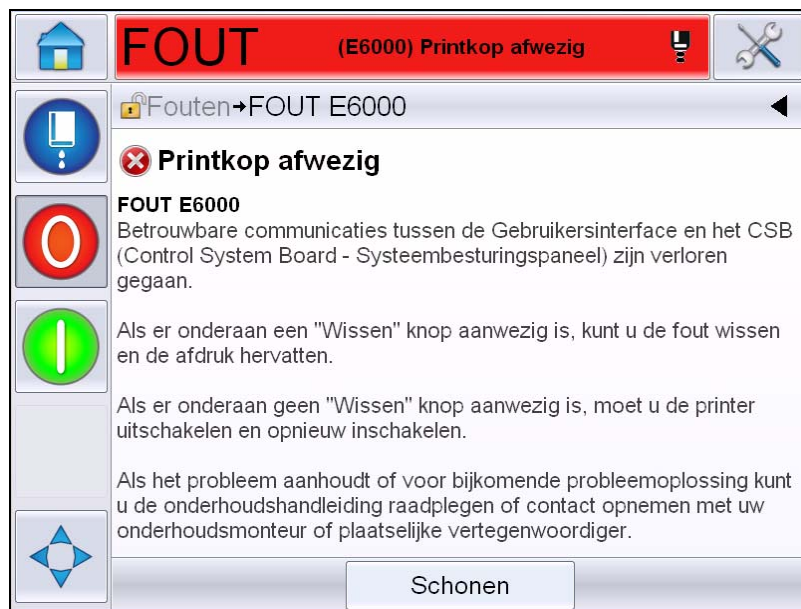 FOUT (E6000) Printkop afwezig
Fouten→FOUT E6000
Printkop afwezig
FOUT E6000
Betrouwbare communicaties tussen de Gebruikersinterface en het CSB
(Control System Board - Systeembesturingspaneel) zijn verloren
gegaan.
Als er onderaan een "Wissen" knop aanwezig is, kunt u de fout wissen
en de afdruk hervatten.
Als er onderaan geen "Wissen" knop aanwezig is, moet u de printer
uitschakelen en opnieuw inschakelen.
Als het probleem aanhoudt of voor bijkomende probleemoplossing kunt
u de onderhoudshandleiding raadplegen of contact opnemen met uw
onderhoudsmonteur of plaatselijke vertegenwoordiger.
Schonen